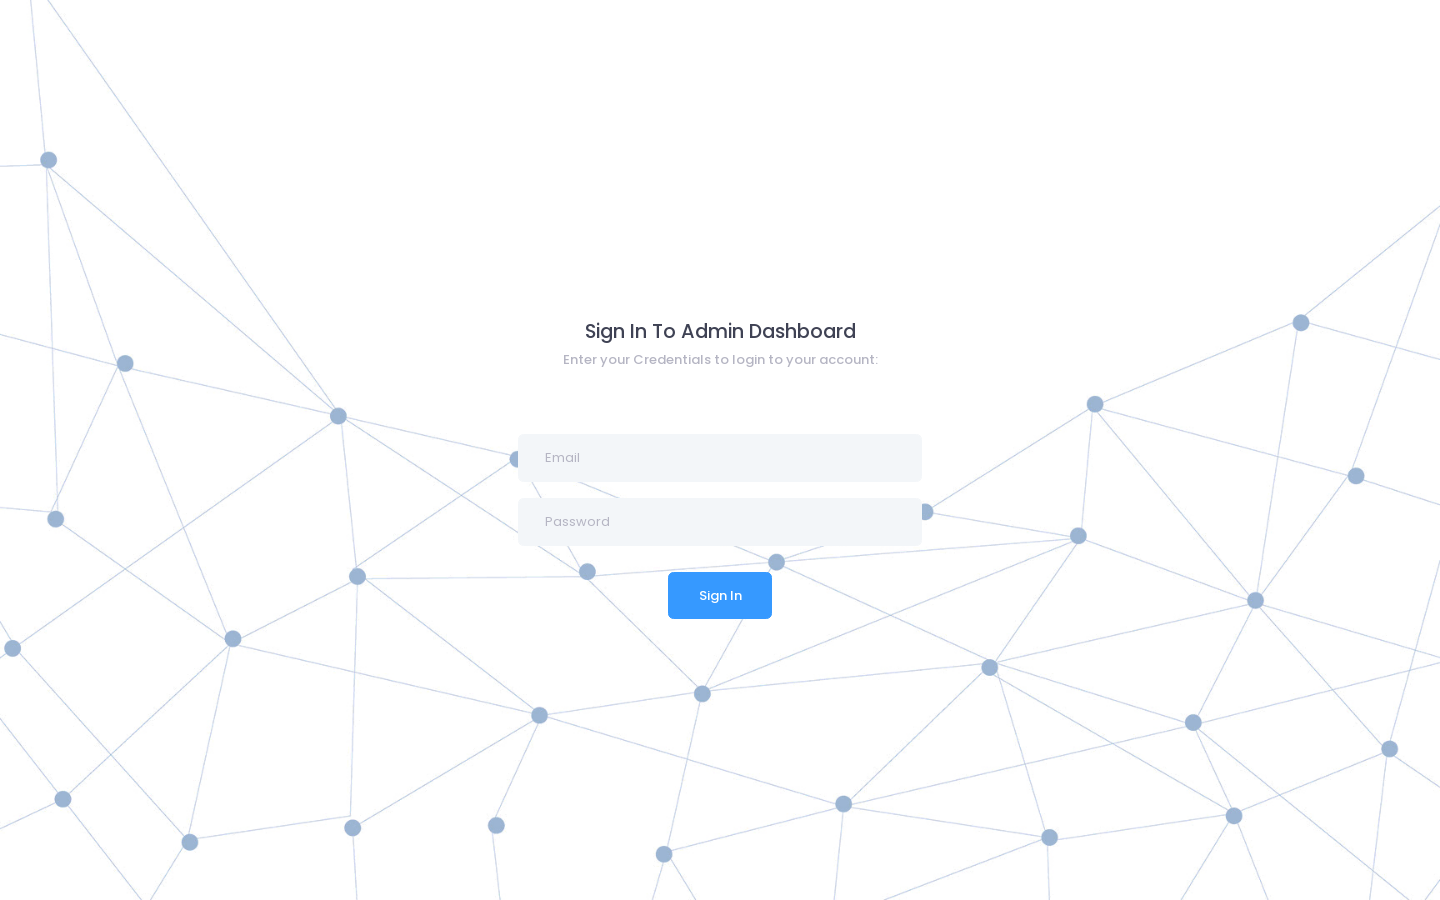 Sign In To Admin Dashboard
Enter your Credentials to login to your account:
Email
Password
Sign In